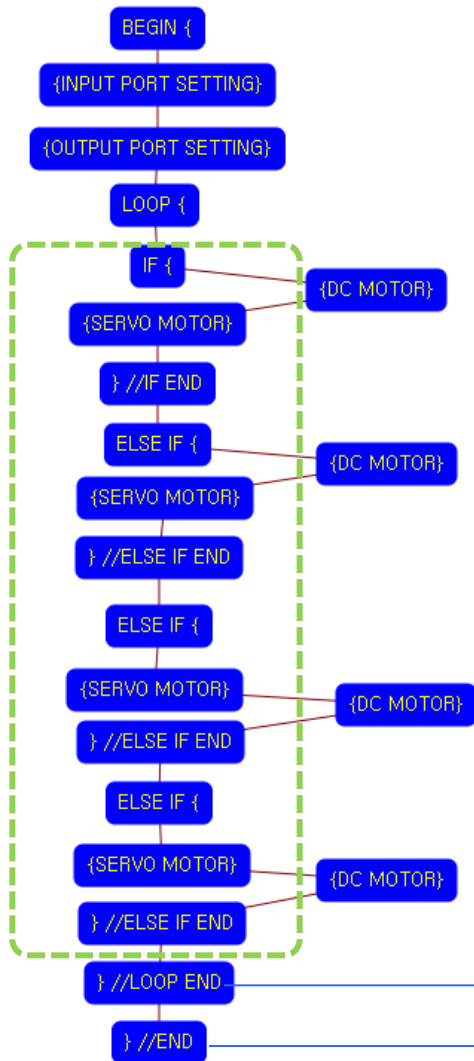 BEGIN {
{INPUT PORT SETTING}
{OUTPUT PORT SETTING}
LOOP {
IF {
{DC MOTOR}
{SERVO MOTOR}
} //IF END
ELSE IF {
{DC MOTOR}
{SERVO MOTOR}
} //ELSE IF END
ELSE IF {
{SERVO MOTOR}
{DC MOTOR}
} //ELSE IF END
ELSE IF {
{SERVO MOTOR}
{DC MOTOR}
} //ELSE IF END
} //LOOP END
} //END